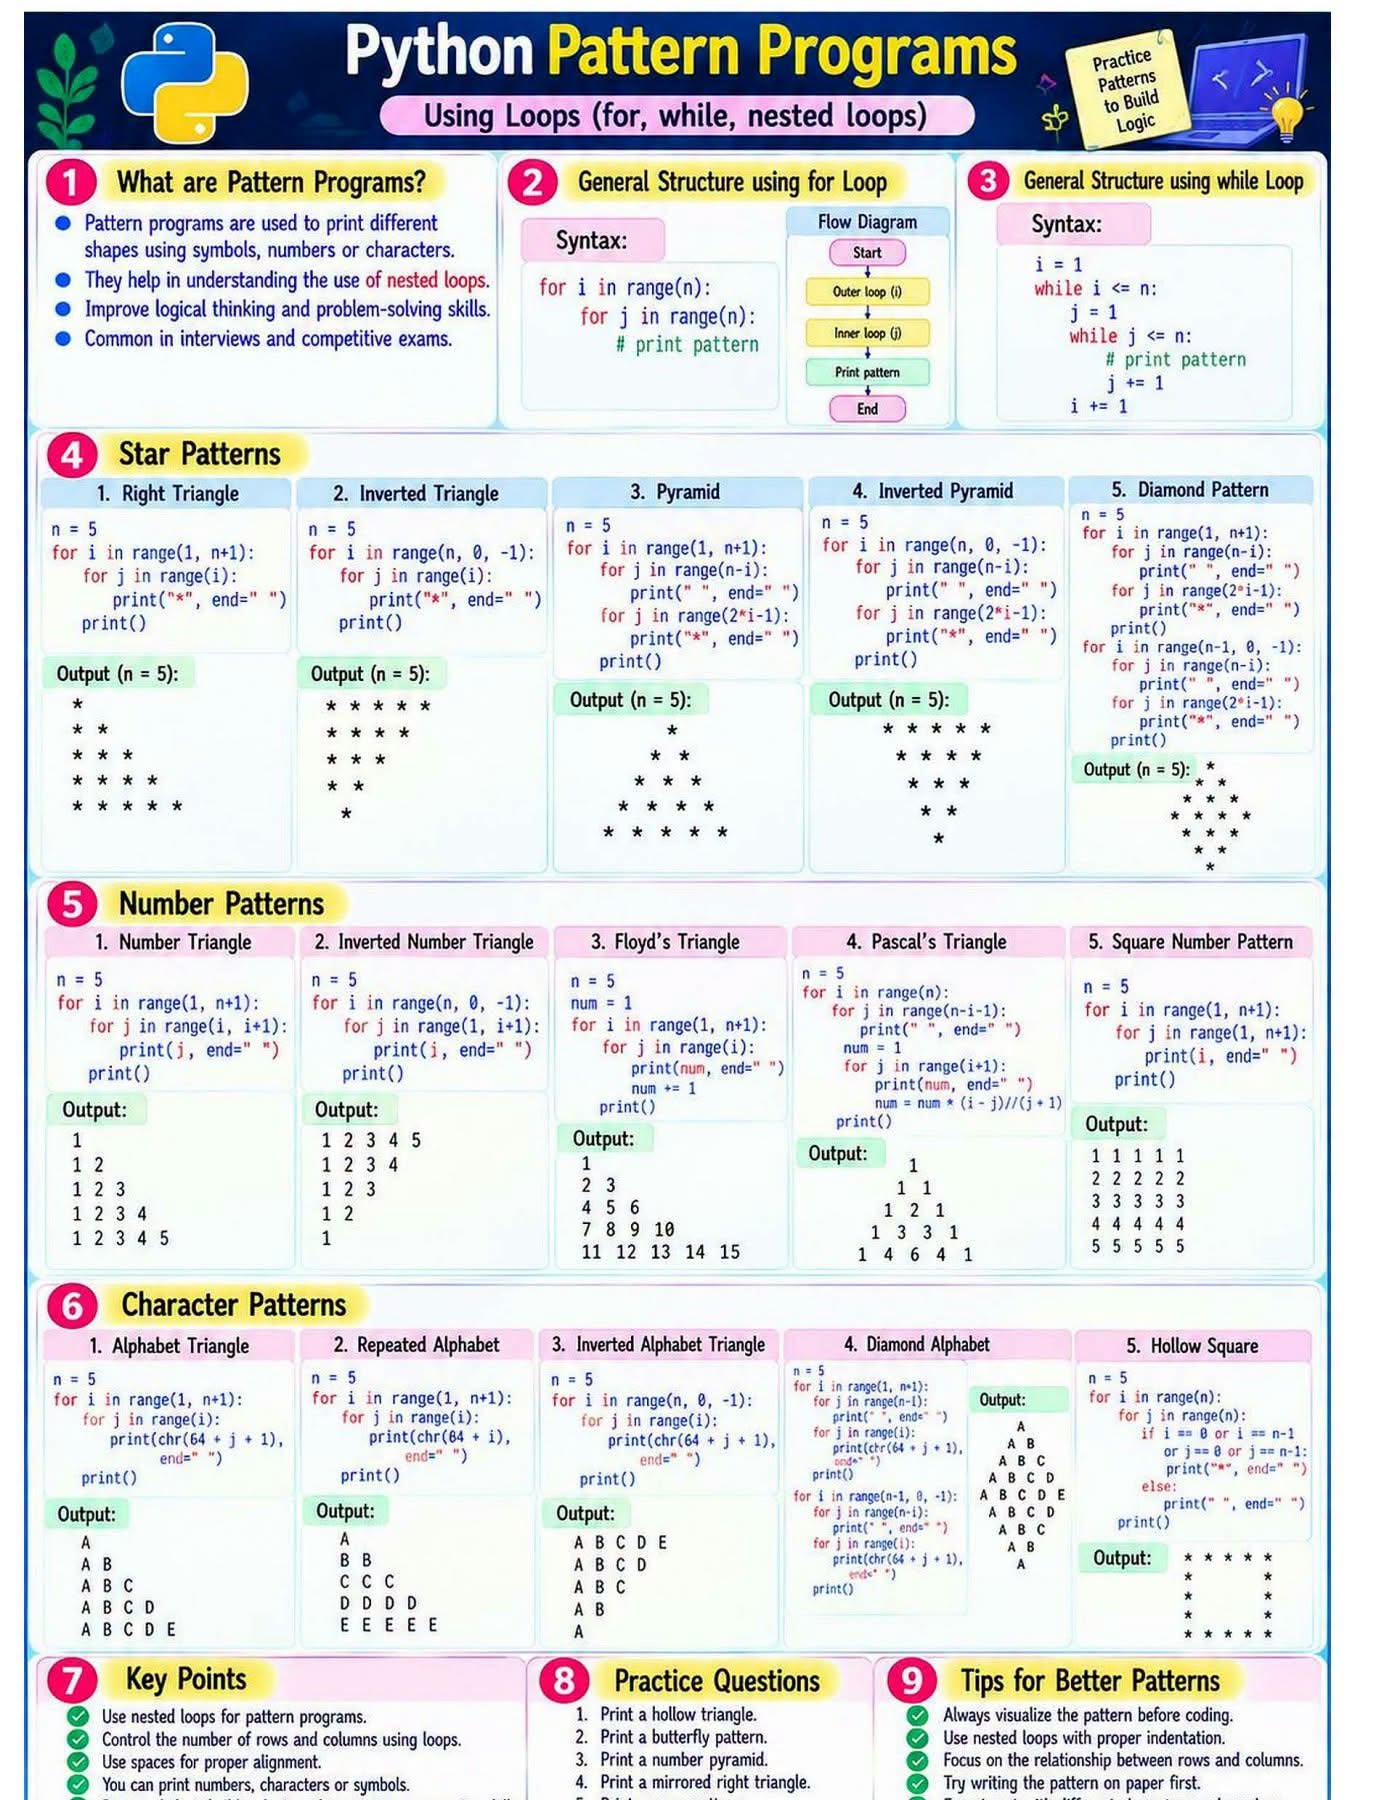 Python Pattern Programs
Using Loops (for, while, nested loops)
Practice
Patterns
to Build
Logic
1 What are Pattern Programs?
Pattern programs are used to print different
shapes using symbols, numbers or characters.
They help in understanding the use of nested loops.
Improve logical thinking and problem-solving skills.
Common in interviews and competitive exams.
2 General Structure using for Loop
Syntax:
for i in range(n):
    for j in range(n):
        # print pattern
Flow Diagram
Start
Outer loop (i)
Inner loop (j)
Print pattern
End
3 General Structure using while Loop
Syntax:
i = 1
while i <= n:
    j = 1
    while j <= n:
        # print pattern
        j += 1
    i += 1
4 Star Patterns
1. Right Triangle
n = 5
for i in range(1, n+1):
    for j in range(i):
        print("*", end=" ")
    print()
Output (n = 5):
*
* *
* * *
* * * *
* * * * *
2. Inverted Triangle
n = 5
for i in range(n, 0, -1):
    for j in range(i):
        print("*", end=" ")
    print()
Output (n = 5):
* * * * *
* * * *
* * *
* *
*
3. Pyramid
n = 5
for i in range(1, n+1):
    for j in range(n-i):
        print(" ", end=" ")
    for j in range(2*i-1):
        print("*", end=" ")
    print()
Output (n = 5):
*
* *
* * *
* * * *
* * * * *
4. Inverted Pyramid
n = 5
for i in range(n, 0, -1):
    for j in range(n-i):
        print(" ", end=" ")
    for j in range(2*i-1):
        print("*", end=" ")
    print()
Output (n = 5):
* * * * *
* * * *
* * *
* *
*
5. Diamond Pattern
n = 5
for i in range(1, n+1):
    for j in range(n-i):
        print(" ", end=" ")
    for j in range(2*i-1):
        print("*", end=" ")
    print()
for i in range(n-1, 0, -1):
    for j in range(n-i):
        print(" ", end=" ")
    for j in range(2*i-1):
        print("*", end=" ")
    print()
Output (n = 5):
*
* *
* * *
* * * *
* * *
* *
*
5 Number Patterns
1. Number Triangle
n = 5
for i in range(1, n+1):
    for j in range(i, i+1):
        print(j, end=" ")
    print()
Output:
1
1 2
1 2 3
1 2 3 4
1 2 3 4 5
2. Inverted Number Triangle
n = 5
for i in range(n, 0, -1):
    for j in range(1, i+1):
        print(j, end=" ")
    print()
Output:
1 2 3 4 5
1 2 3 4
1 2 3
1 2
1
3. Floyd's Triangle
n = 5
num = 1
for i in range(1, n+1):
    for j in range(i):
        print(num, end=" ")
        num += 1
    print()
Output:
1
2 3
4 5 6
7 8 9 10
11 12 13 14 15
4. Pascal's Triangle
n = 5
for i in range(n):
    for j in range(n-i-1):
        print(" ", end=" ")
    num = 1
    for j in range(i+1):
        print(num, end=" ")
        num = num * (i - j)//(j + 1)
    print()
Output:
1
1 1
1 2 1
1 3 3 1
1 4 6 4 1
5. Square Number Pattern
n = 5
for i in range(1, n+1):
    for j in range(1, n+1):
        print(i, end=" ")
    print()
Output:
1 1 1 1 1
2 2 2 2 2
3 3 3 3 3
4 4 4 4 4
5 5 5 5 5
6 Character Patterns
1. Alphabet Triangle
n = 5
for i in range(1, n+1):
    for j in range(i):
        print(chr(64 + j + 1),
            end=" ")
    print()
Output:
A
A B
A B C
A B C D
A B C D E
2. Repeated Alphabet
n = 5
for i in range(1, n+1):
    for j in range(i):
        print(chr(64 + i),
            end=" ")
    print()
Output:
A
B B
C C C
D D D D
E E E E E
3. Inverted Alphabet Triangle
n = 5
for i in range(n, 0, -1):
    for j in range(i):
        print(chr(64 + j + 1),
            end=" ")
    print()
Output:
A B C D E
A B C D
A B C
A B
A
4. Diamond Alphabet
n = 5
for i in range(1, n+1):
    for j in range(n-i):
        print(" ", end=" ")
    for j in range(i):
        print(chr(64 + j + 1),
            end=" ")
    print()
for i in range(n-1, 0, -1):
    for j in range(n-i):
        print(" ", end=" ")
    for j in range(i):
        print(chr(64 + j + 1),
            end=" ")
    print()
Output:
A
A B
A B C
A B C D
A B C D E
A B C D
A B C
A B
A
5. Hollow Square
n = 5
for i in range(n):
    for j in range(n):
        if i == 0 or i == n-1
            or j == 0 or j == n-1:
            print("*", end=" ")
        else:
            print(" ", end=" ")
    print()
Output:
* * * * *
* *
* *
* *
* * * * *
7 Key Points
Use nested loops for pattern programs.
Control the number of rows and columns using loops.
Use spaces for proper alignment.
You can print numbers, characters or symbols.
8 Practice Questions
1. Print a hollow triangle.
2. Print a butterfly pattern.
3. Print a number pyramid.
4. Print a mirrored right triangle.
9 Tips for Better Patterns
Always visualize the pattern before coding.
Use nested loops with proper indentation.
Focus on the relationship between rows and columns.
Try writing the pattern on paper first.